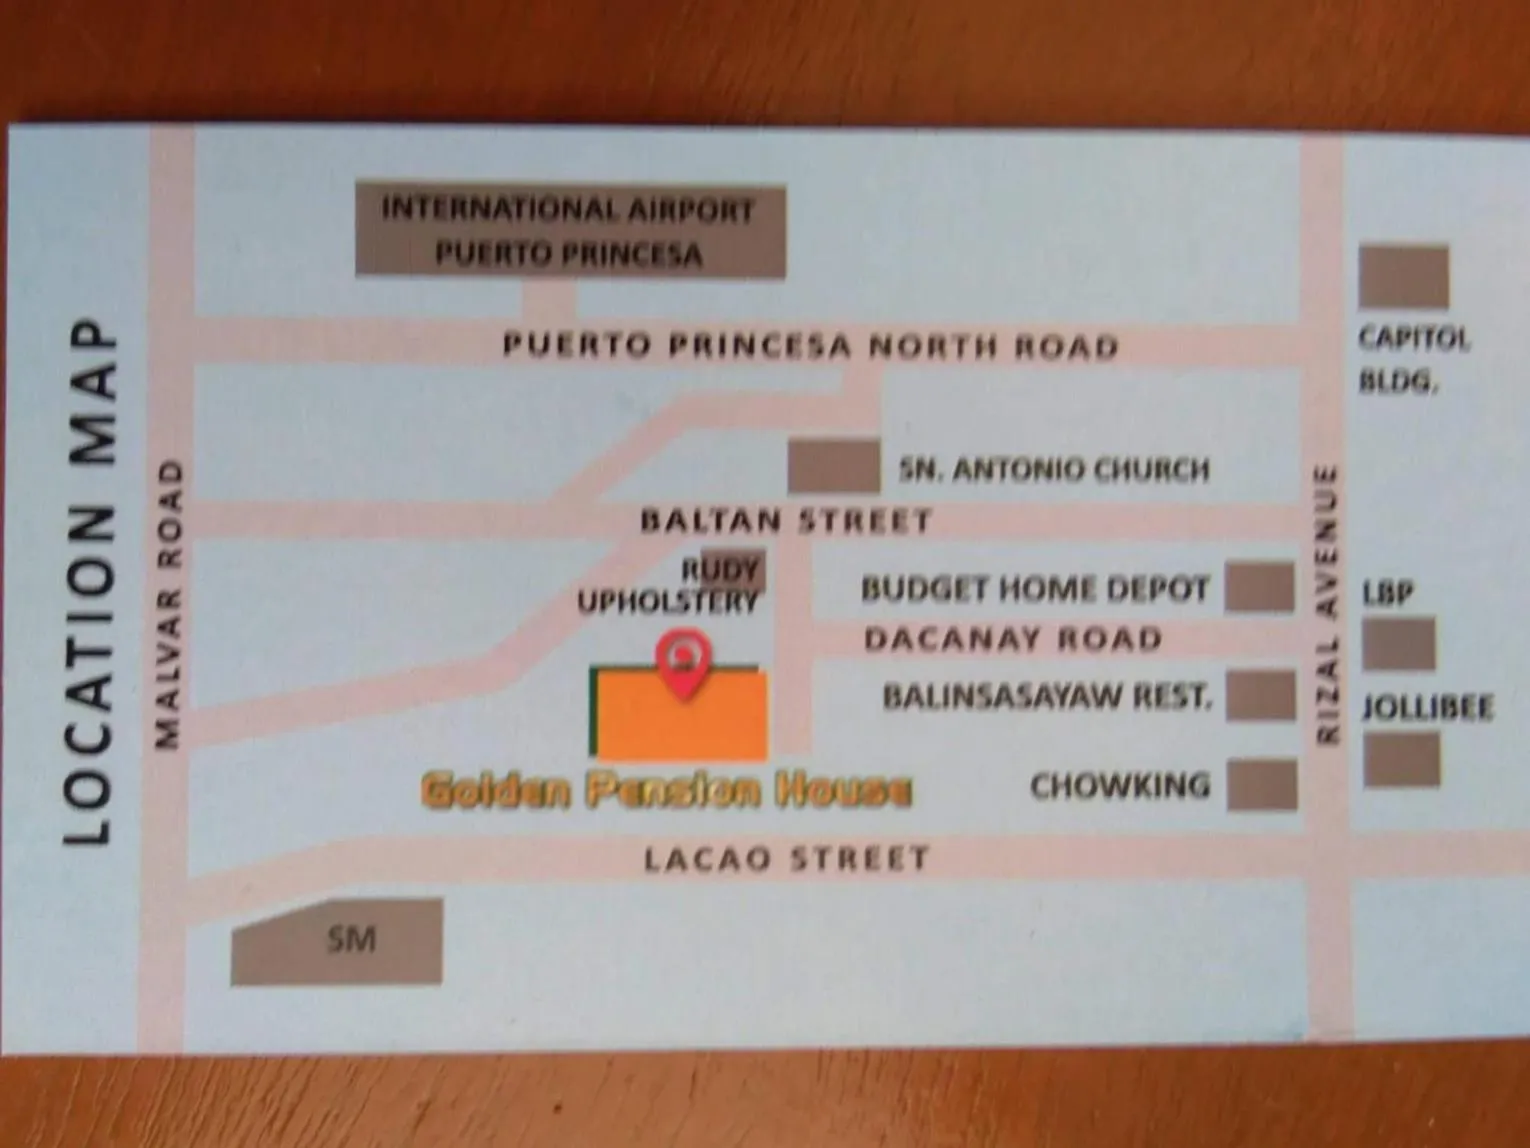 LOCATION MAP
MALVAR ROAD
INTERNATIONAL AIRPORT
PUERTO PRINCESA
PUERTO PRINCESA NORTH ROAD
CAPITOL
BLDG.
SN. ANTONIO CHURCH
BALTAN STREET
RUDY
UPHOLSTERY
BUDGET HOME DEPOT
DACANAY ROAD
BALINSASAYAW REST.
CHOWKING
RIZAL AVENUE
LBP
JOLLIBEE
Golden Pension House
LACAO STREET
SM